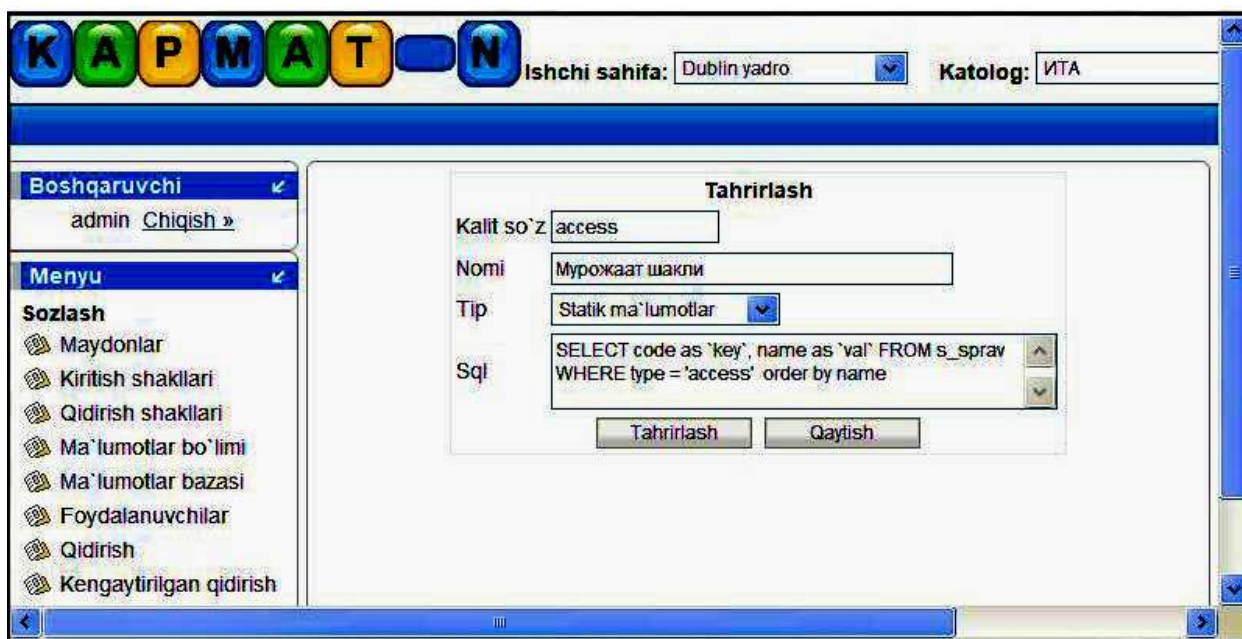 KAPMAT-N
Ishchi sahifa: Dublin yadro Katolog: ИТА
Boshqaruvchi
admin Chiqish »
Menyu
Sozlash
Maydonlar
Kiritish shakllari
Qidirish shakllari
Ma`lumotlar bo`limi
Ma`lumotlar bazasi
Foydalanuvchilar
Qidirish
Kengaytirilgan qidirish
Tahrirlash
Kalit so`z access
Nomi Мурожаат шакли
Tip Statik ma`lumotlar
Sql SELECT code as `key`, name as `val` FROM s_sprav
WHERE type = 'access' order by name
Tahrirlash Qaytish